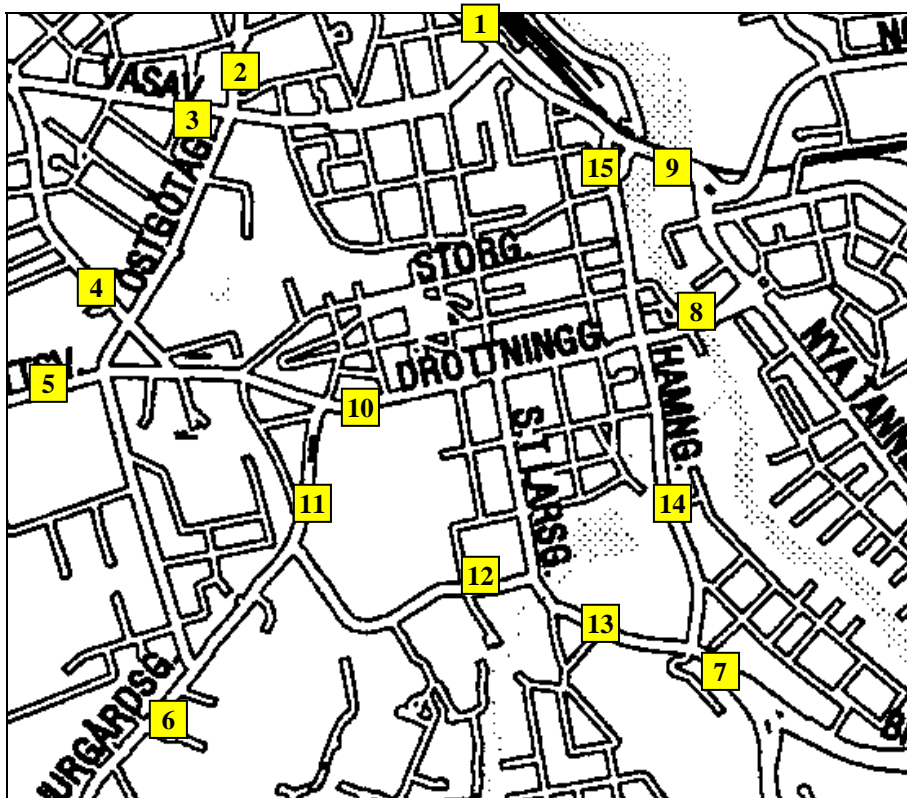 1
2
VASAV
3
15
9
ÖSTGÖTAG
STORG.
4
8
NYA TANN
5
DROTTNINGG.
HAMNG.
10
S:T LARSG.
11
14
12
13
7
JURGÅRDSG.
6